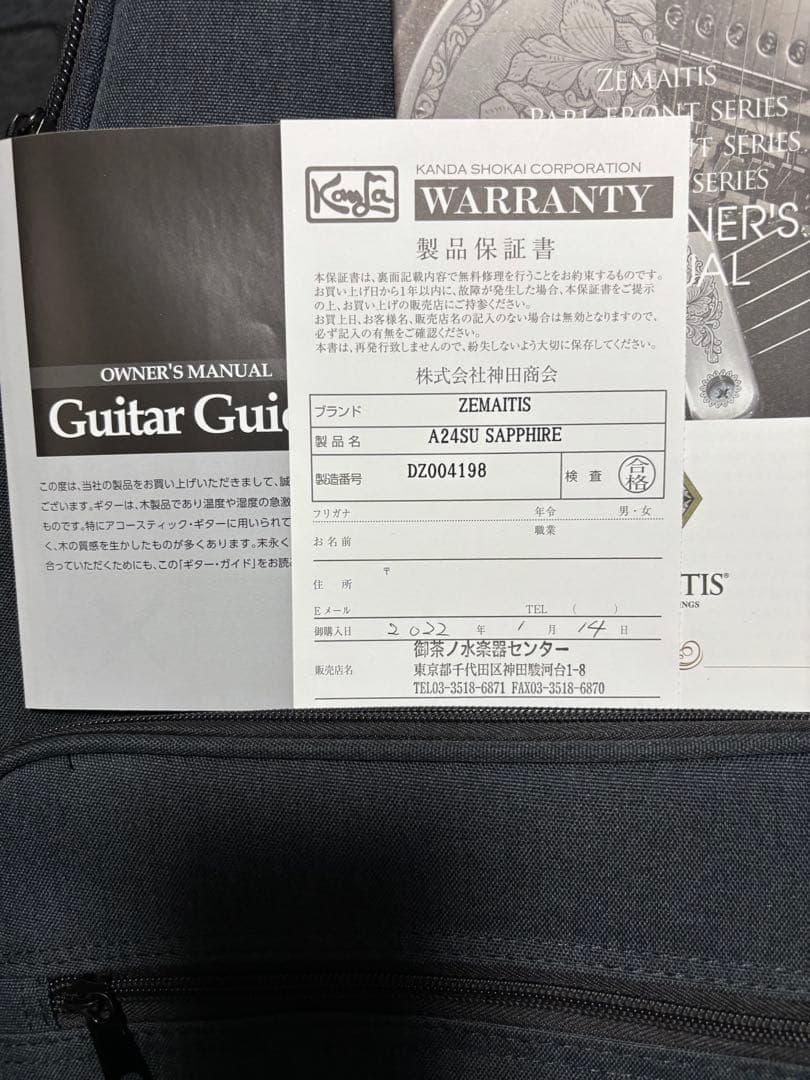 ZEMAITIS
PARL FRONT SERIES
T SERIES
SERIES
NER'S
AL
Kanda
KANDA SHOKAI CORPORATION
WARRANTY
製品保証書
本保証書は、裏面記載内容で無料修理を行うことをお約束するものです。
お買い上げ日から1年以内に、故障が発生した場合、本保証書をご提示
の上、お買い上げの販売店にご持参ください。
お買上日、お客様名、販売店名の記入のない場合は無効となりますので、
必ず記入の有無をご確認ください。
本書は、再発行致しませんので、紛失しないよう大切に保存してください。
株式会社神田商会
ブランド ZEMAITIS
製品名 A24SU SAPPHIRE
製造番号 DZ004198 検査 合格
フリガナ 年令 男・女
お名前 職業
住所 〒
Eメール TEL ( )
御購入日 2022年 1月 14日
販売店名 御茶ノ水楽器センター
東京都千代田区神田駿河台1-8
TEL03-3518-6871 FAX03-3518-6870
OWNER'S MANUAL
Guitar Gui
この度は、当社の製品をお買い上げいただきまして、誠
ございます。ギターは、木製品であり温度や湿度の急激
ものです。特にアコースティック・ギターに用いられて
く、木の質感を生かしたものが多くあります。末永く
合っていただくためにも、この「ギター・ガイド」をお読
TIS®
NGS